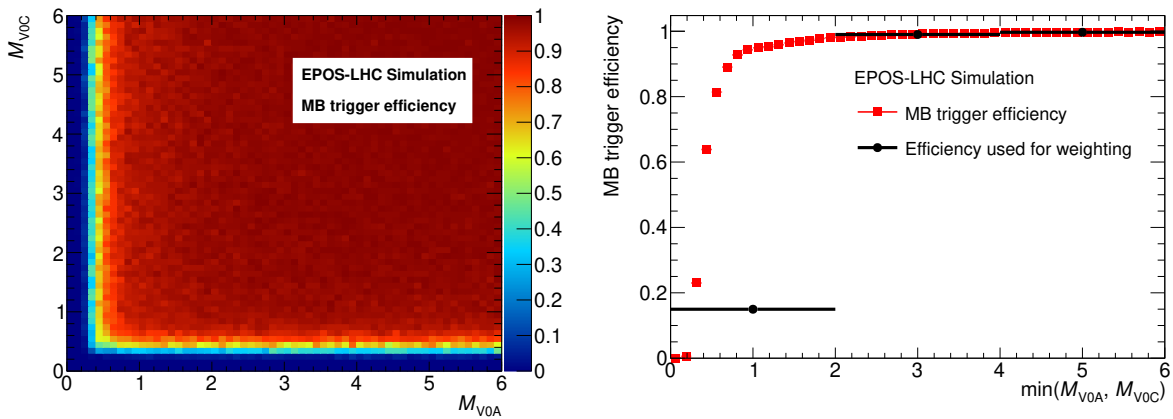 M_V0C
6
5
4
3
2
1
0
0 1 2 3 4 5 6
M_V0A
EPOS-LHC Simulation
MB trigger efficiency
1
0.9
0.8
0.7
0.6
0.5
0.4
0.3
0.2
0.1
0
MB trigger efficiency
1
0.8
0.6
0.4
0.2
0
EPOS-LHC Simulation
MB trigger efficiency
Efficiency used for weighting
0 1 2 3 4 5 6
min(M_V0A, M_V0C)